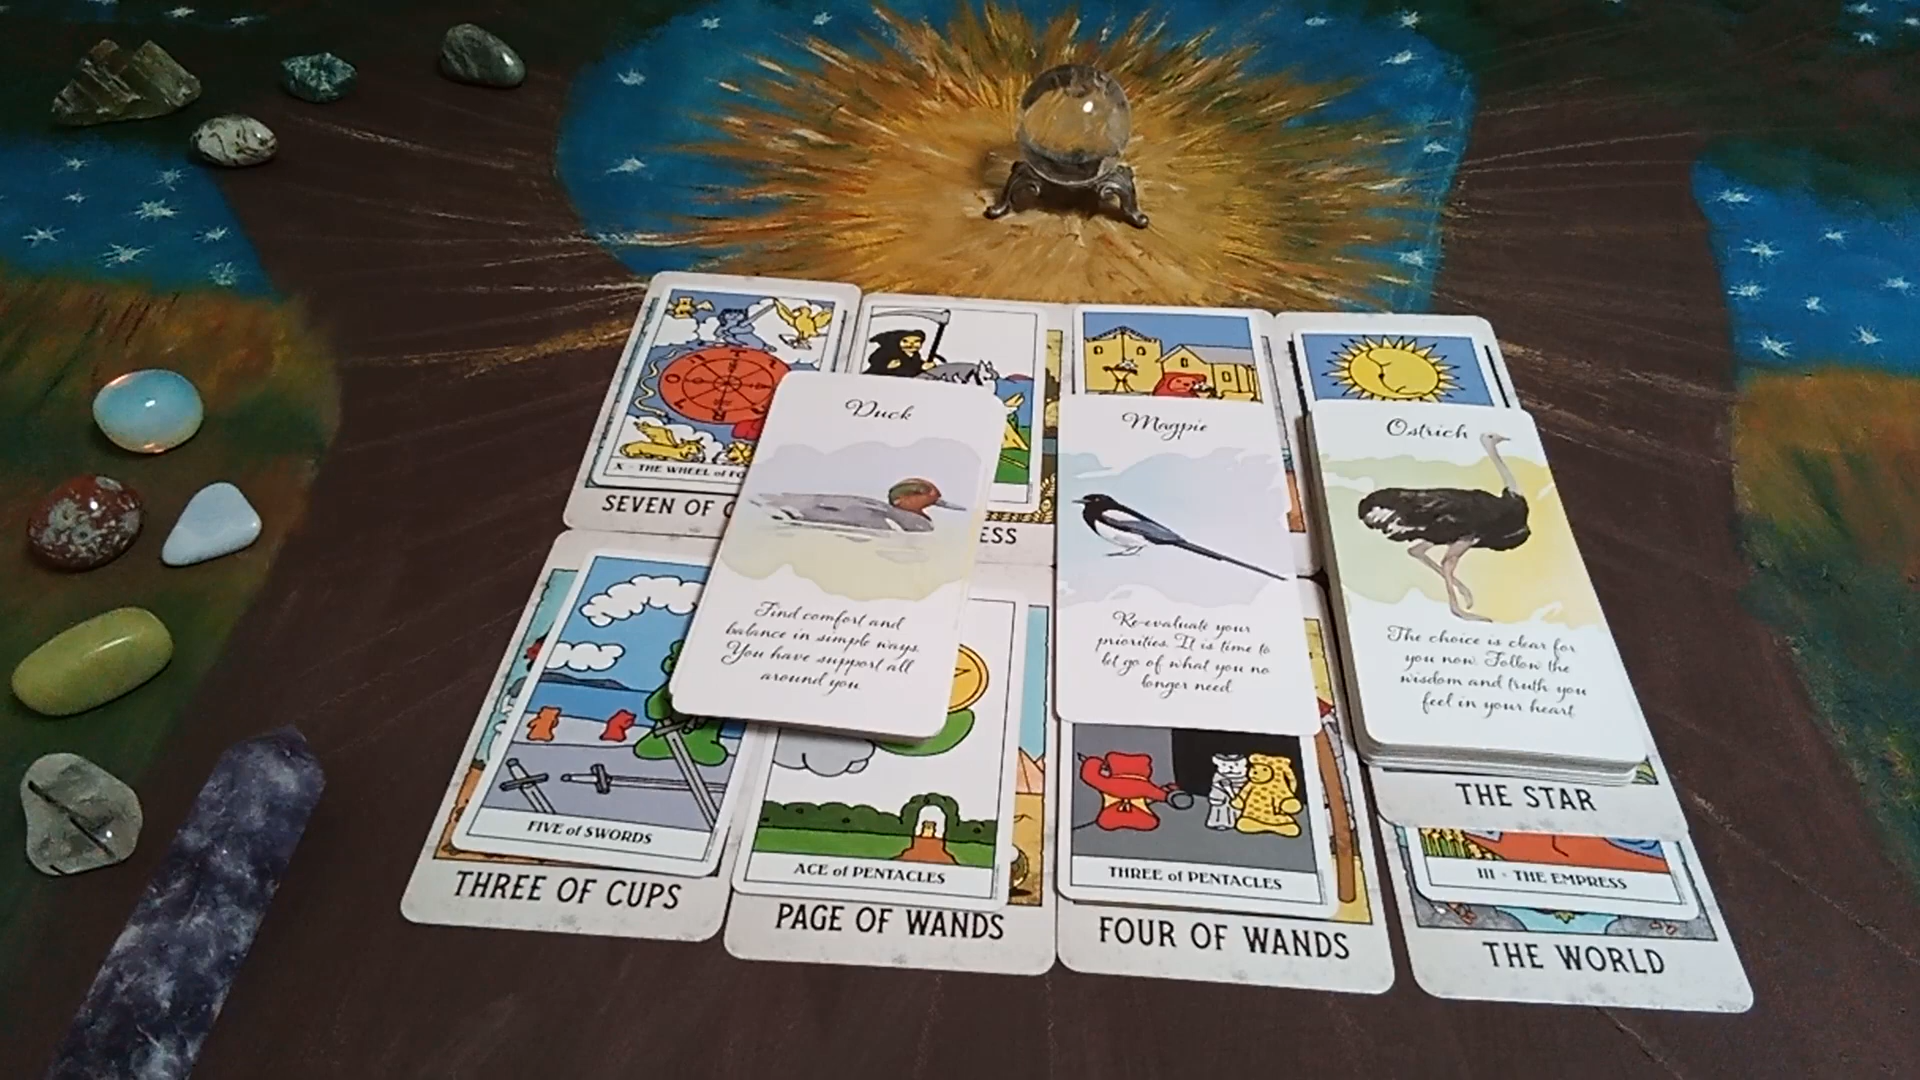 X · THE WHEEL of FO
SEVEN OF
ESS
Duck
Find comfort and
balance in simple ways.
You have support all
around you.
Magpie
Re-evaluate your
priorities. It is time to
let go of what you no
longer need.
Ostrich
The choice is clear for
you now. Follow the
wisdom and truth you
feel in your heart.
THE STAR
FIVE of SWORDS
THREE OF CUPS
ACE of PENTACLES
PAGE OF WANDS
THREE of PENTACLES
FOUR OF WANDS
III · THE EMPRESS
THE WORLD